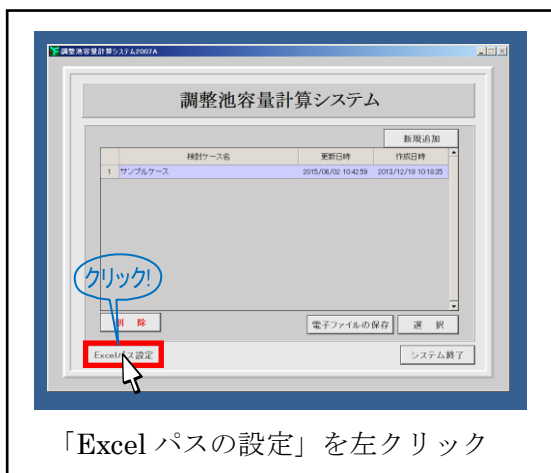 調整池容量計算システム2007A
調整池容量計算システム
新規追加
検討ケース名 更新日時 作成日時
1 サンプルケース 2015/06/02 10:42:59 2013/12/18 10:18:35
クリック!
削 除
電子ファイルの保存 選 択
Excelパス設定
システム終了
「Excel パスの設定」を左クリック